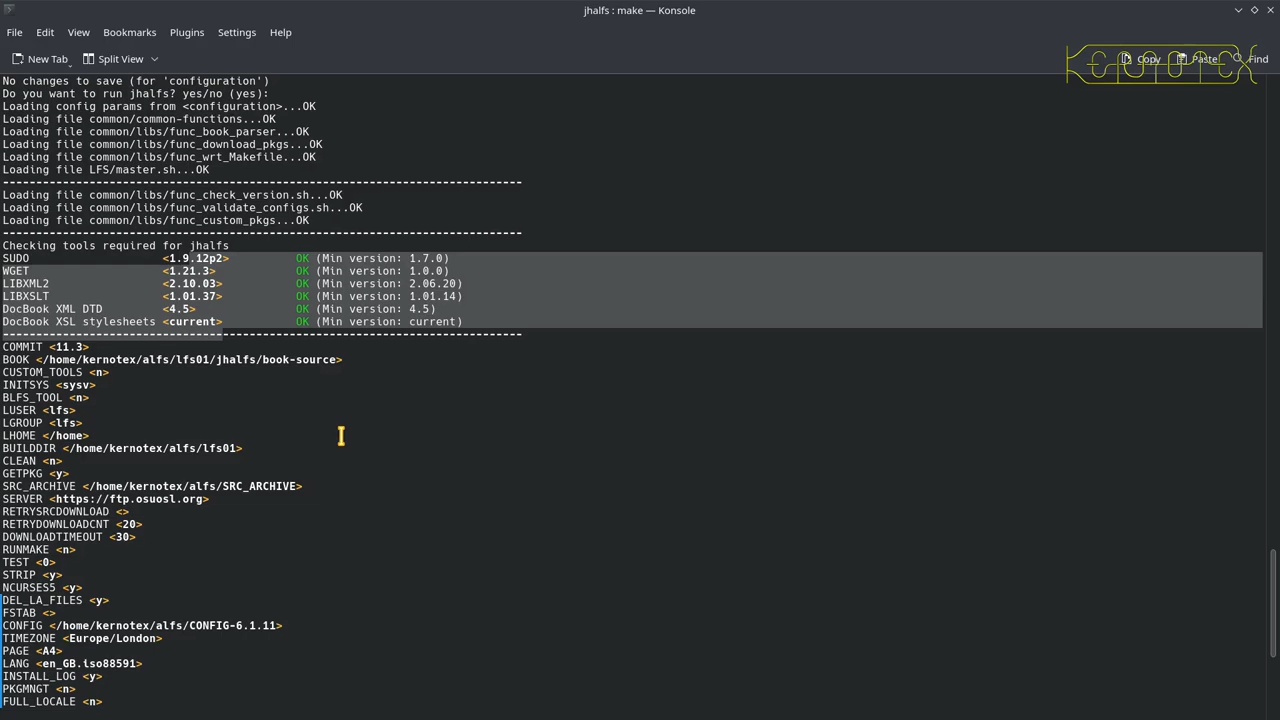 jhalfs : make — Konsole
File Edit View Bookmarks Plugins Settings Help
New Tab Split View Copy Paste Find
KERNOTEX
No changes to save (for 'configuration')
Do you want to run jhalfs? yes/no (yes):
Loading config params from <configuration>...OK
Loading file common/common-functions...OK
Loading file common/libs/func_book_parser...OK
Loading file common/libs/func_download_pkgs...OK
Loading file common/libs/func_wrt_Makefile...OK
Loading file LFS/master.sh...OK
------------------------------------------------------------------------------
Loading file common/libs/func_check_version.sh...OK
Loading file common/libs/func_validate_configs.sh...OK
Loading file common/libs/func_custom_pkgs...OK
------------------------------------------------------------------------------
Checking tools required for jhalfs
SUDO <1.9.12p2> OK (Min version: 1.7.0)
WGET <1.21.3> OK (Min version: 1.0.0)
LIBXML2 <2.10.03> OK (Min version: 2.06.20)
LIBXSLT <1.01.37> OK (Min version: 1.01.14)
DocBook XML DTD <4.5> OK (Min version: 4.5)
DocBook XSL stylesheets <current> OK (Min version: current)
------------------------------------------------------------------------------
COMMIT <11.3>
BOOK </home/kernotex/alfs/lfs01/jhalfs/book-source>
CUSTOM_TOOLS <n>
INITSYS <sysv>
BLFS_TOOL <n>
LUSER <lfs>
LGROUP <lfs>
LHOME </home>
BUILDDIR </home/kernotex/alfs/lfs01>
CLEAN <n>
GETPKG <y>
SRC_ARCHIVE </home/kernotex/alfs/SRC_ARCHIVE>
SERVER <https://ftp.osuosl.org>
RETRYSRCDOWNLOAD <>
RETRYDOWNLOADCNT <20>
DOWNLOADTIMEOUT <30>
RUNMAKE <n>
TEST <0>
STRIP <y>
NCURSES5 <y>
DEL_LA_FILES <y>
FSTAB <>
CONFIG </home/kernotex/alfs/CONFIG-6.1.11>
TIMEZONE <Europe/London>
PAGE <A4>
LANG <en_GB.iso88591>
INSTALL_LOG <y>
PKGMNGT <n>
FULL_LOCALE <n>